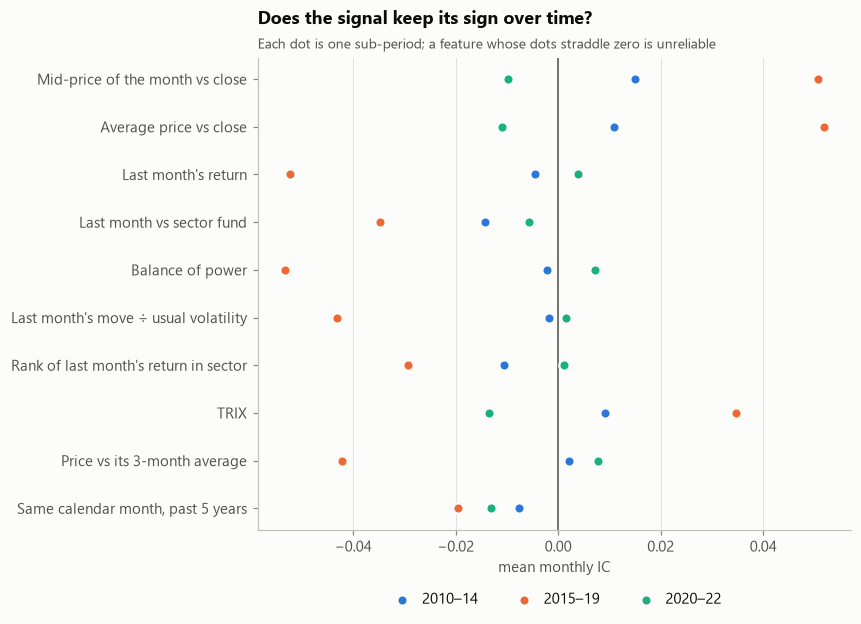 Does the signal keep its sign over time?
Each dot is one sub-period; a feature whose dots straddle zero is unreliable
Mid-price of the month vs close
Average price vs close
Last month's return
Last month vs sector fund
Balance of power
Last month's move ÷ usual volatility
Rank of last month's return in sector
TRIX
Price vs its 3-month average
Same calendar month, past 5 years
−0.04 −0.02 0.00 0.02 0.04
mean monthly IC
2010–14 2015–19 2020–22